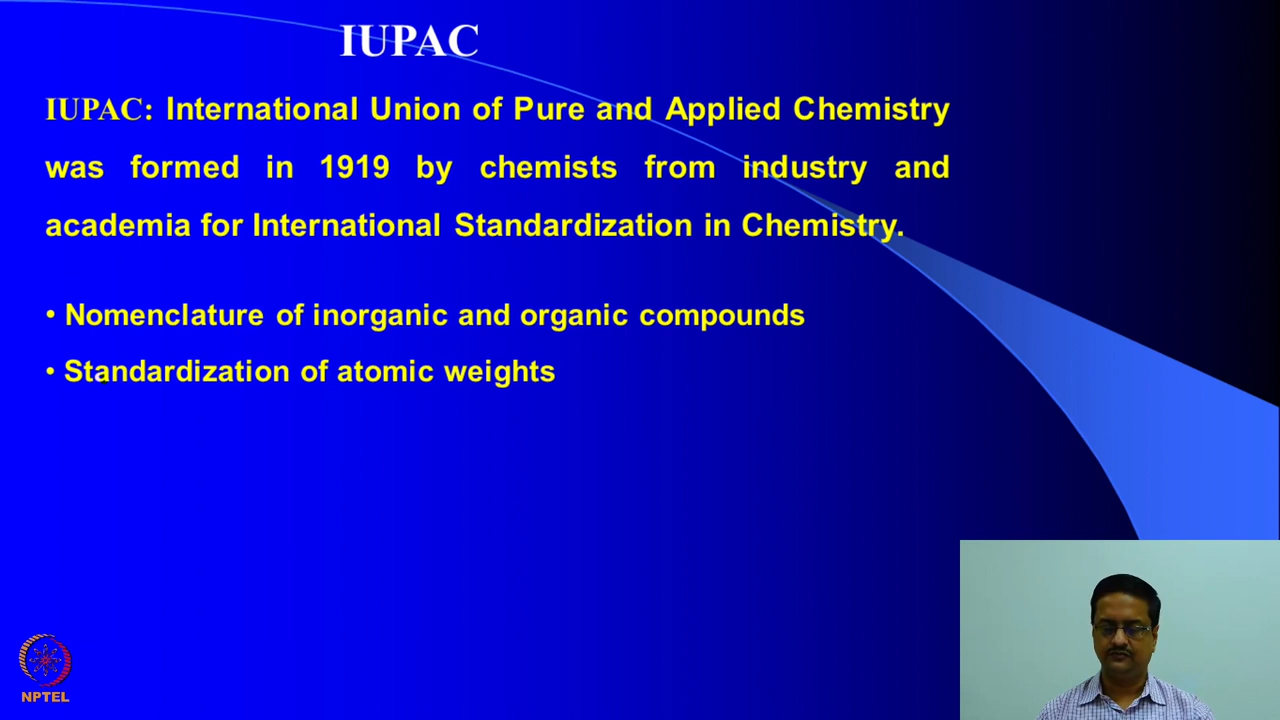 IUPAC
IUPAC: International Union of Pure and Applied Chemistry
was formed in 1919 by chemists from industry and
academia for International Standardization in Chemistry.
• Nomenclature of inorganic and organic compounds
• Standardization of atomic weights
NPTEL